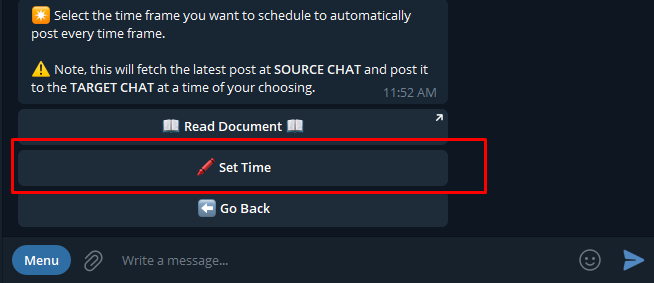 💥 Select the time frame you want to schedule to automatically
post every time frame.
⚠️ Note, this will fetch the latest post at SOURCE CHAT and post it
to the TARGET CHAT at a time of your choosing.
11:52 AM
📖 Read Document 📖
🖍️ Set Time
⬅️ Go Back
Menu
Write a message...